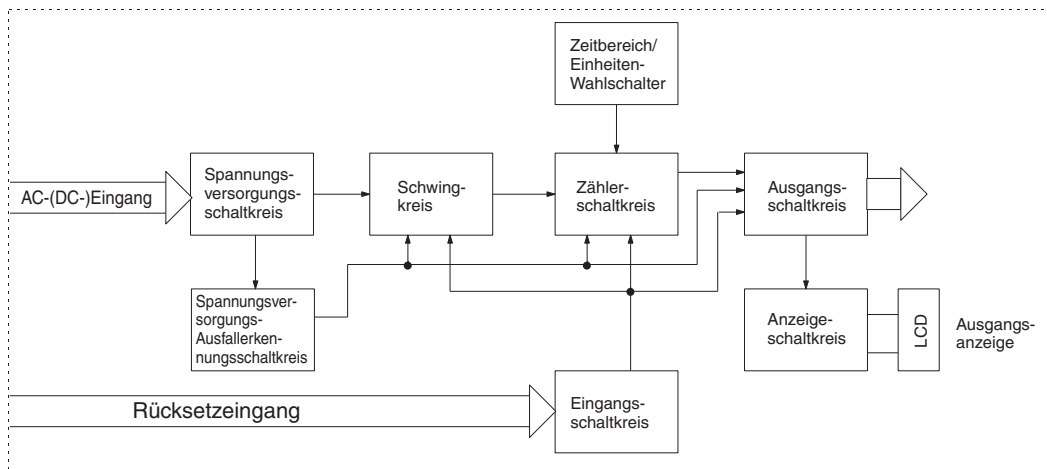 Zeitbereich/
Einheiten-
Wahlschalter
AC-(DC-)Eingang
Spannungs-
versorgungs-
schaltkreis
Schwing-
kreis
Zähler-
schaltkreis
Ausgangs-
schaltkreis
Spannungsver-
sorgungs-
Ausfallerken-
nungsschaltkreis
Anzeige-
schaltkreis
LCD
Ausgangs-
anzeige
Rücksetzeingang
Eingangs-
schaltkreis